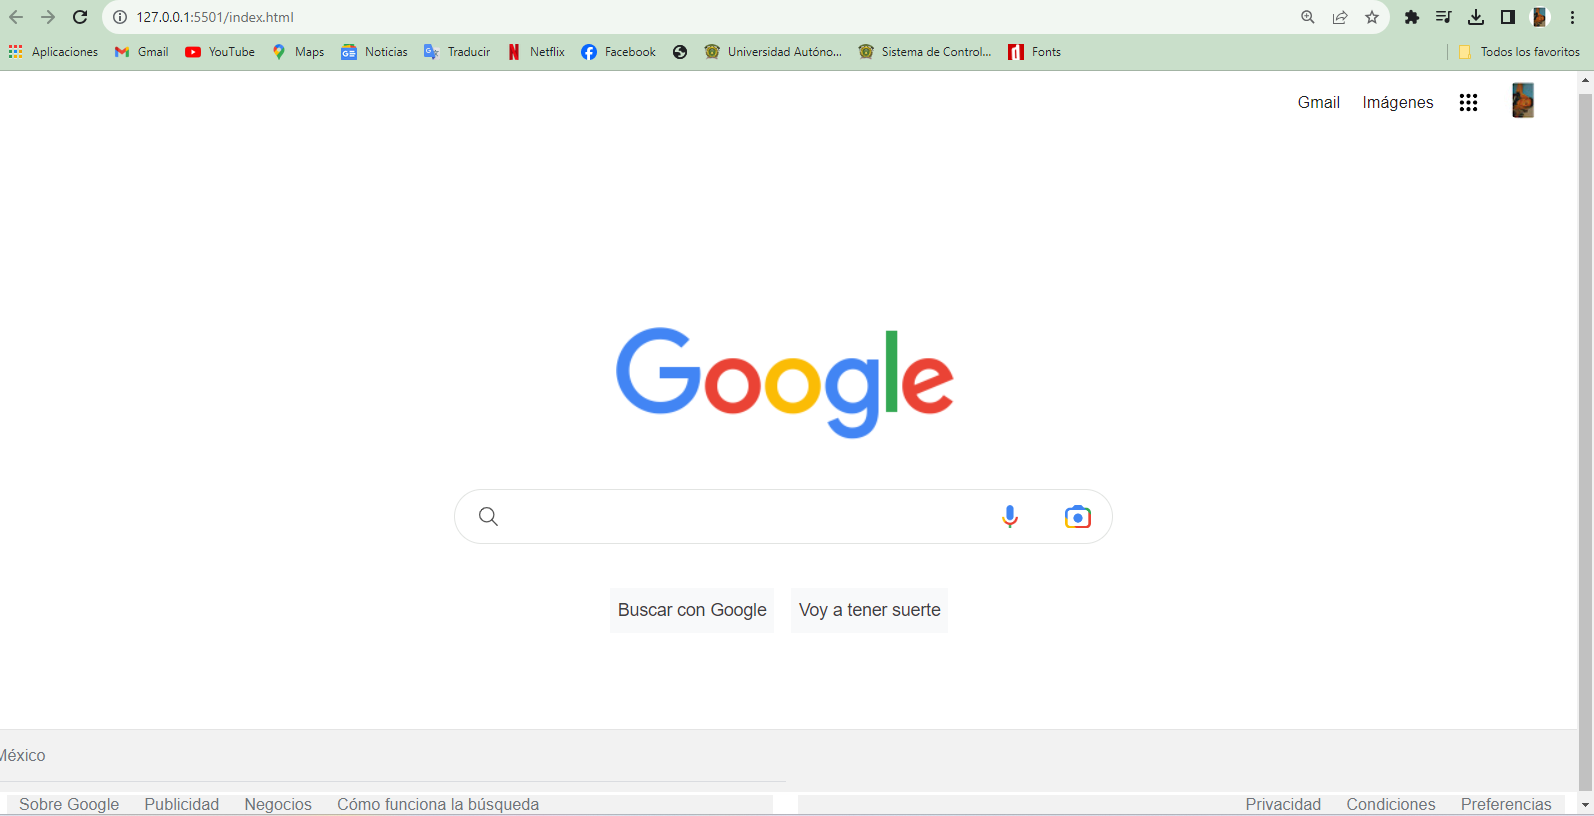 127.0.0.1:5501/index.html
Aplicaciones Gmail YouTube Maps Noticias Traducir Netflix Facebook Universidad Autóno... Sistema de Control... Fonts Todos los favoritos
Gmail Imágenes
Google
Buscar con Google Voy a tener suerte
México
Sobre Google Publicidad Negocios Cómo funciona la búsqueda Privacidad Condiciones Preferencias